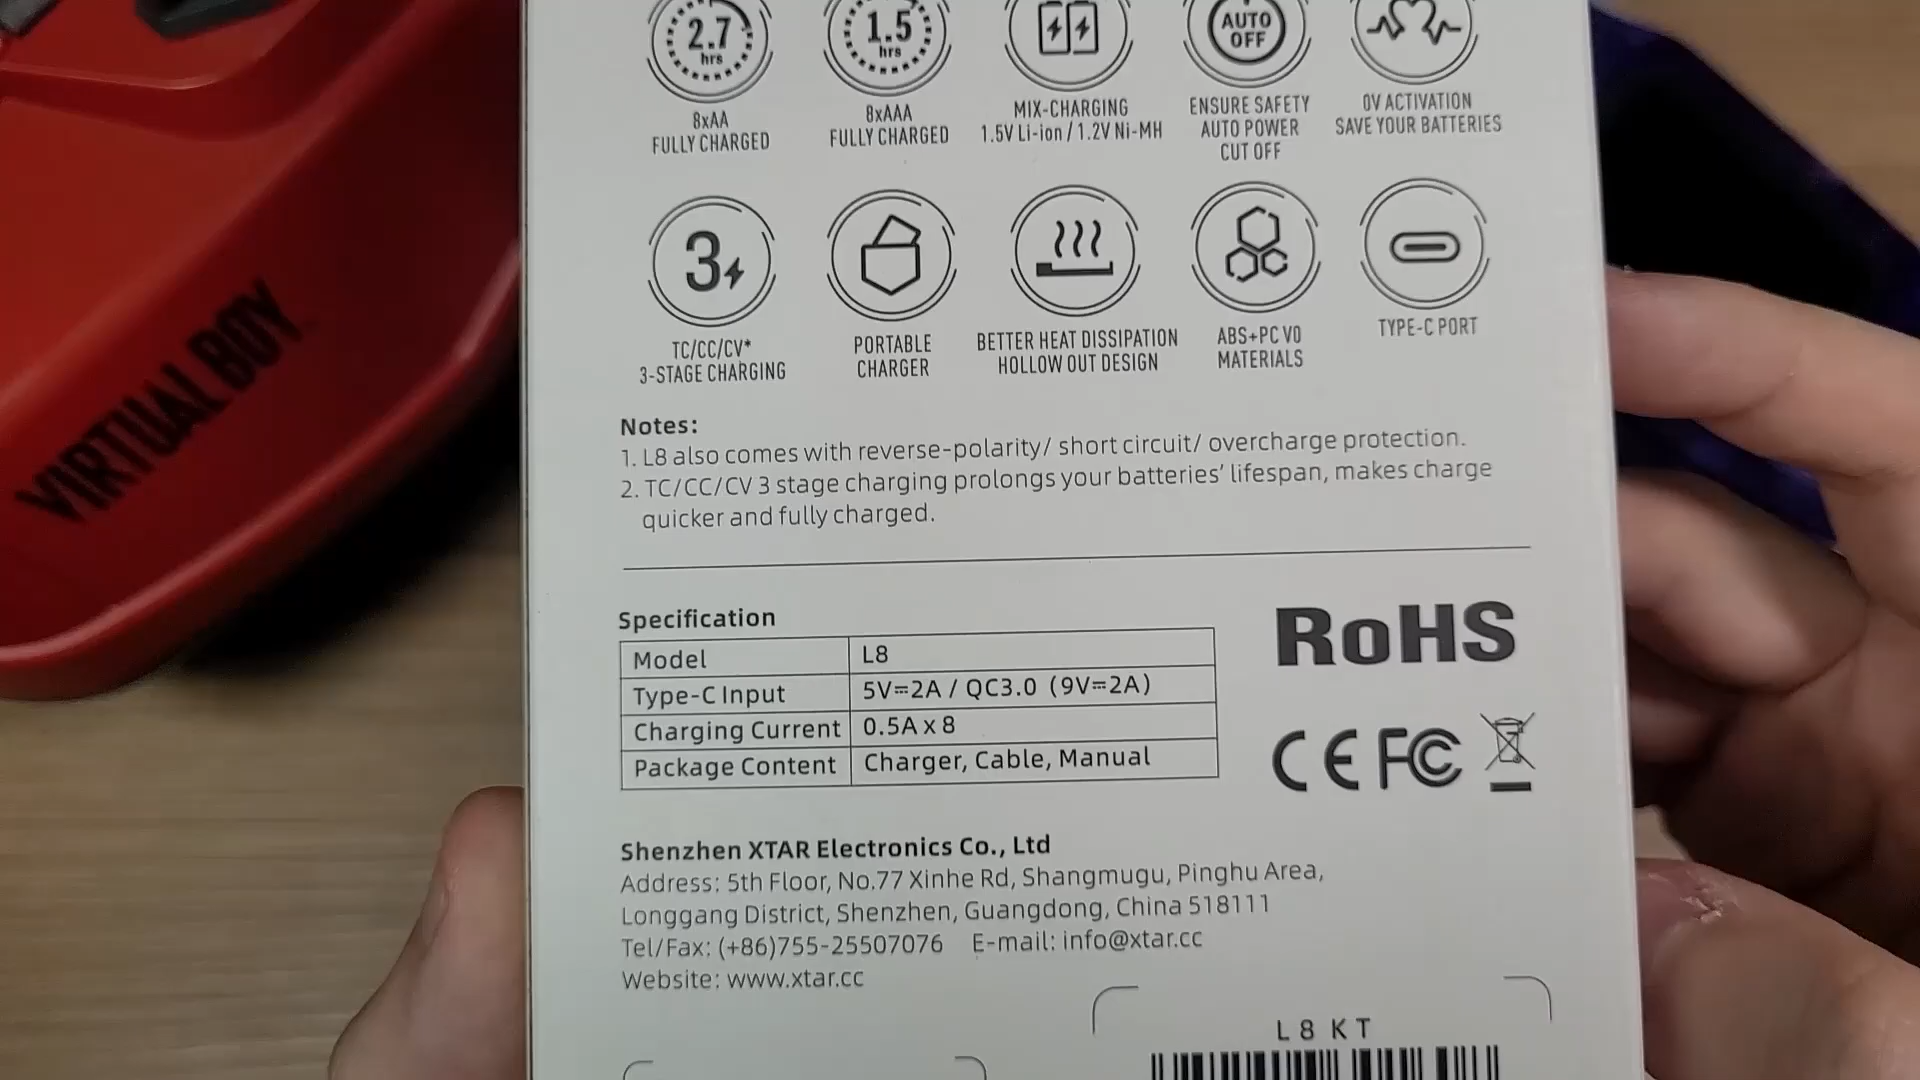 2.7
hrs
8xAA
FULLY CHARGED
1.5
hrs
8xAAA
FULLY CHARGED
MIX-CHARGING
1.5V Li-ion / 1.2V Ni-MH
AUTO
OFF
ENSURE SAFETY
AUTO POWER
CUT OFF
0V ACTIVATION
SAVE YOUR BATTERIES
3
TC/CC/CV*
3-STAGE CHARGING
PORTABLE
CHARGER
BETTER HEAT DISSIPATION
HOLLOW OUT DESIGN
ABS+PC V0
MATERIALS
TYPE-C PORT
VIRTUAL BOY
Notes:
1. L8 also comes with reverse-polarity/ short circuit/ overcharge protection.
2. TC/CC/CV 3 stage charging prolongs your batteries' lifespan, makes charge
quicker and fully charged.
Specification
Model L8
Type-C Input 5V⎓2A / QC3.0 (9V⎓2A)
Charging Current 0.5A x 8
Package Content Charger, Cable, Manual
RoHS
CE FC
Shenzhen XTAR Electronics Co., Ltd
Address: 5th Floor, No.77 Xinhe Rd, Shangmugu, Pinghu Area,
Longgang District, Shenzhen, Guangdong, China 518111
Tel/Fax: (+86)755-25507076 E-mail: info@xtar.cc
Website: www.xtar.cc
L8 KT